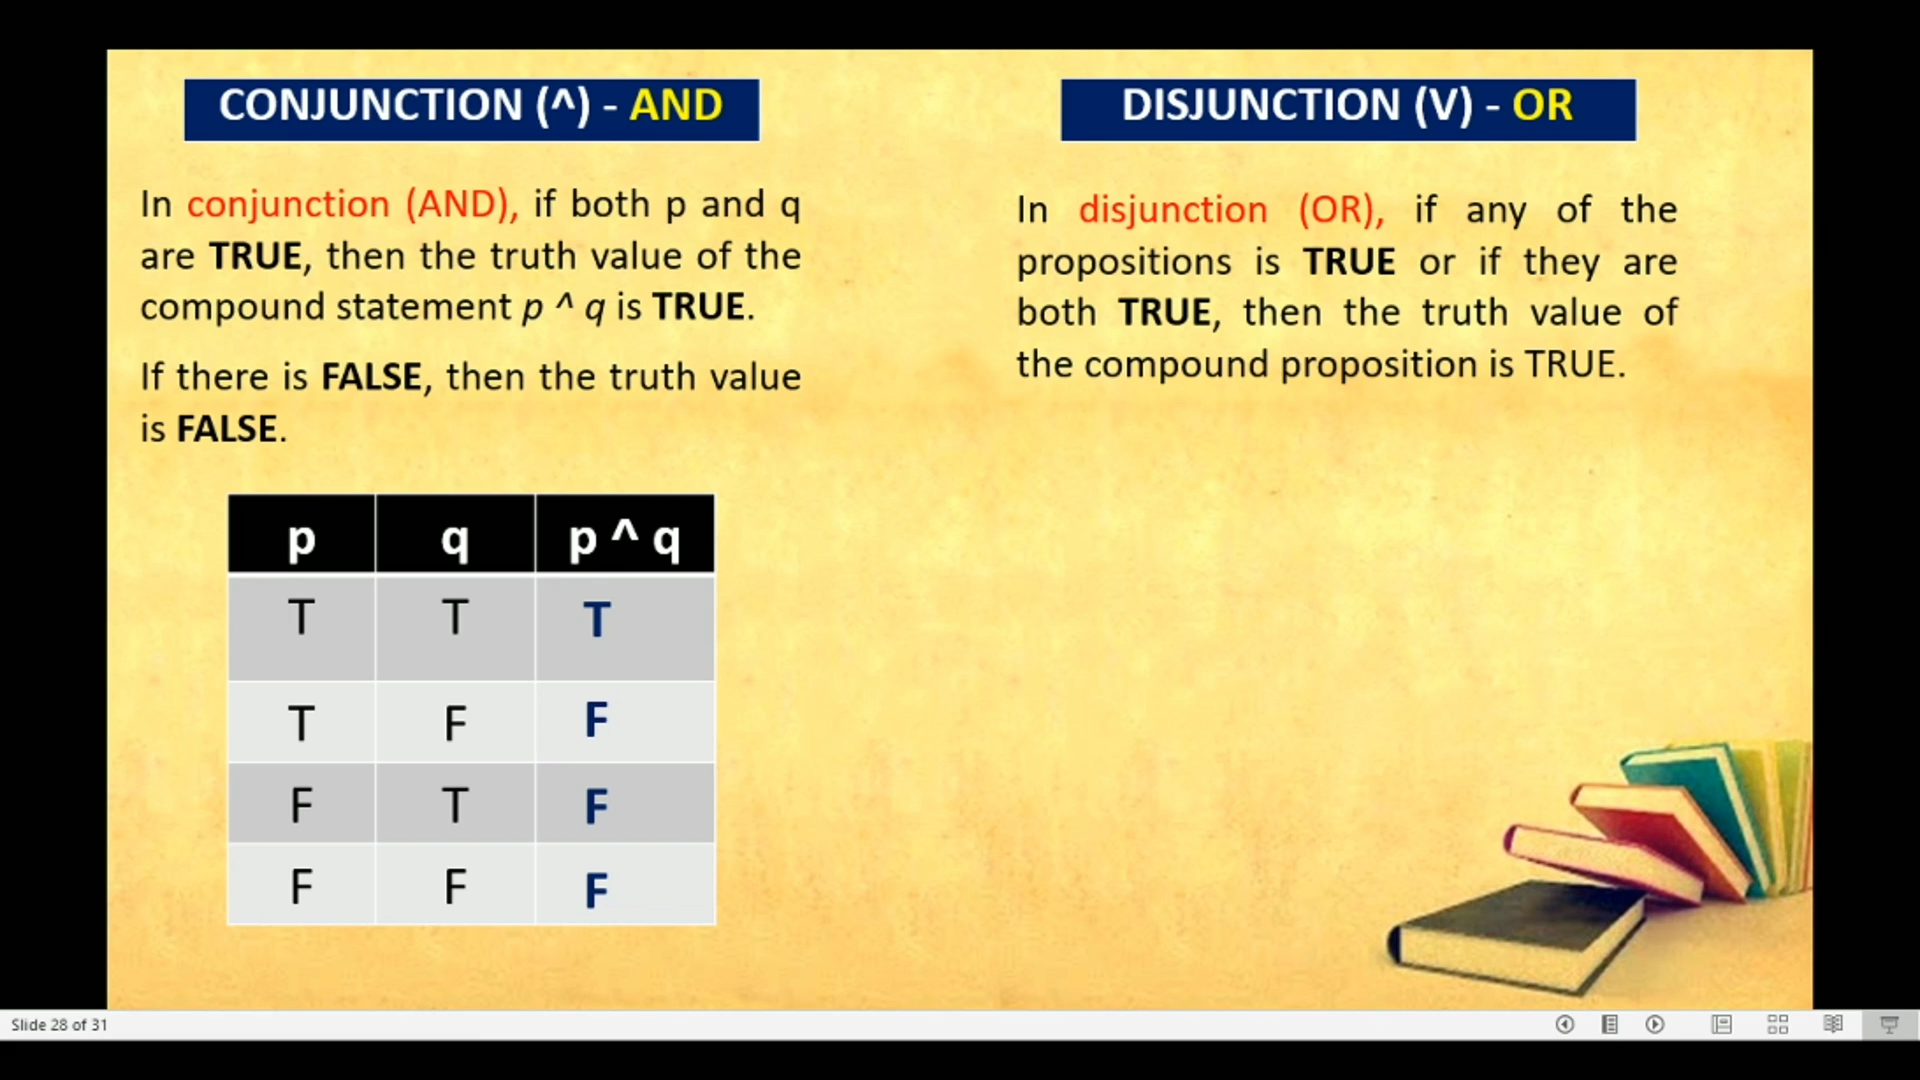 CONJUNCTION (^) - AND
In conjunction (AND), if both p and q
are TRUE, then the truth value of the
compound statement p ^ q is TRUE.
If there is FALSE, then the truth value
is FALSE.
p q p ^ q
T T T
T F F
F T F
F F F
DISJUNCTION (V) - OR
In disjunction (OR), if any of the
propositions is TRUE or if they are
both TRUE, then the truth value of
the compound proposition is TRUE.
Slide 28 of 31